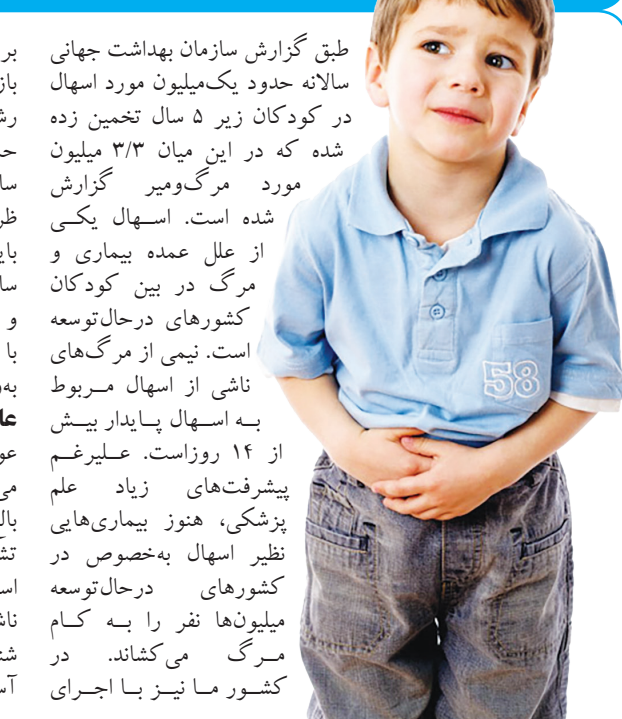 طبق گزارش سازمان بهداشت جهانی
سالانه حدود یک‌میلیون مورد اسهال
در کودکان زیر ۵ سال تخمین زده
شده که در این میان ۳/۳ میلیون
مورد مرگ‌ومیر گزارش
شده است. اسهال یکی
از علل عمده بیماری و
مرگ در بین کودکان
کشورهای درحال‌توسعه
است. نیمی از مرگ‌های
ناشی از اسهال مربوط
به اسهال پایدار بیش
از ۱۴ روزاست. علیرغم
پیشرفت‌های زیاد علم
پزشکی، هنوز بیماری‌هایی
نظیر اسهال به‌خصوص در
کشورهای درحال‌توسعه
میلیون‌ها نفر را به کام
مرگ می‌کشاند. در
کشور ما نیز با اجرای
58